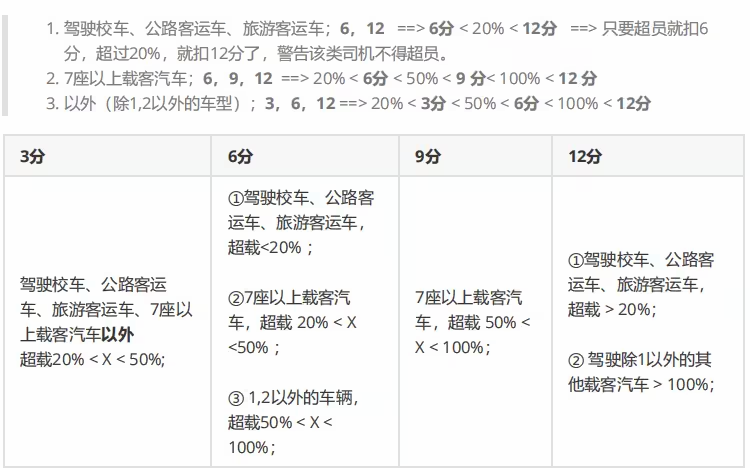 1. 驾驶校车、公路客运车、旅游客运车；6，12 ==> 6分 < 20% < 12分 ==> 只要超员就扣6
分，超过20%，就扣12分了，警告该类司机不得超员。
2. 7座以上载客汽车；6，9，12 ==> 20% < 6分 < 50% < 9 分< 100% < 12 分
3. 以外（除1,2以外的车型）；3，6，12 ==> 20% < 3分 < 50% < 6分 < 100% < 12分
3分
6分
9分
12分
驾驶校车、公路客运
车、旅游客运车、7座以
上载客汽车以外
超载20% < X < 50%;
①驾驶校车、公路客
运车、旅游客运车，
超载<20%；
②7座以上载客汽
车，超载 20% < X
<50%；
③ 1,2以外的车辆，
超载50% < X <
100%；
7座以上载客汽
车，超载 50% <
X < 100%；
①驾驶校车、公路客
运车、旅游客运车，
超载 > 20%;
② 驾驶除1以外的其
他载客汽车 > 100%；